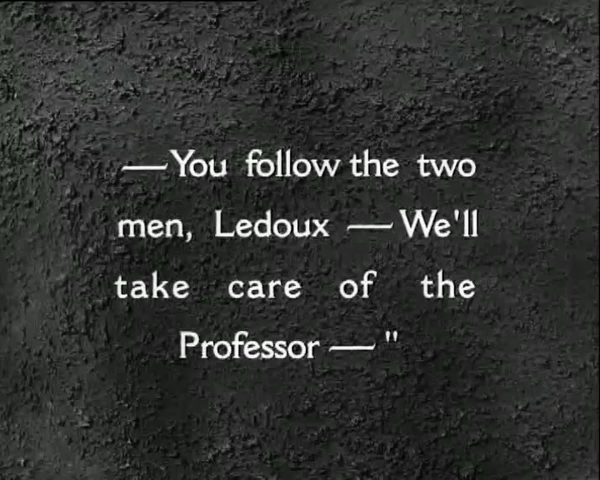 —You follow the two
men, Ledoux — We'll
take care of the
Professor — "